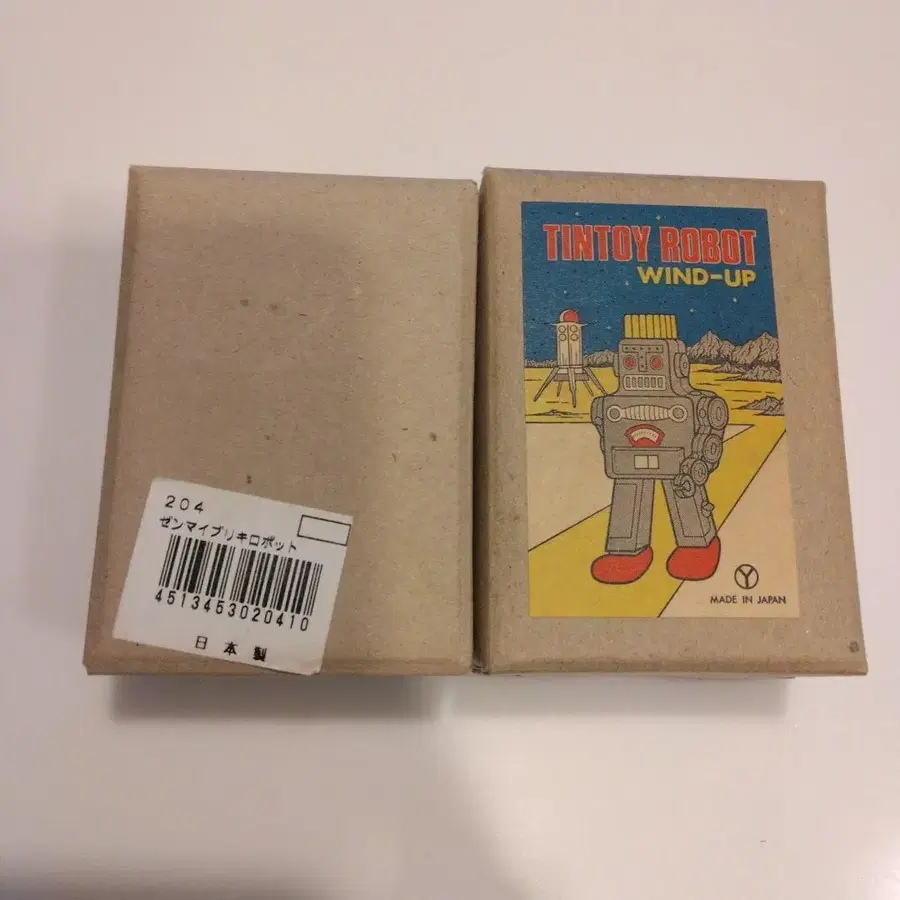 204
ゼンマイブリキロボット
4513453020410
日本製
TINTOY ROBOT
WIND-UP
Y
MADE IN JAPAN